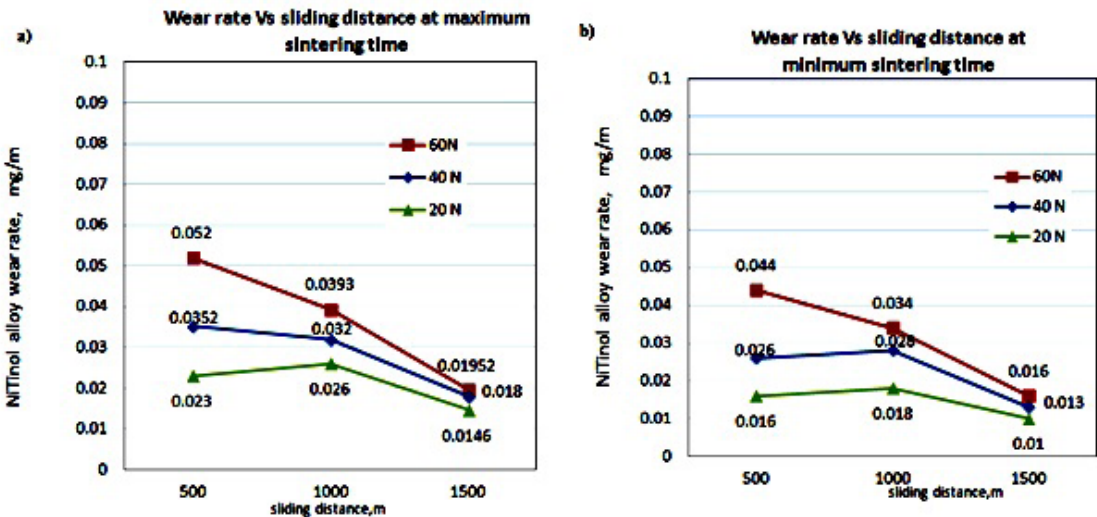 a)
Wear rate Vs sliding distance at maximum
sintering time
NiTinol alloy wear rate, mg/m
0.1
0.09
0.08
0.07
0.06
0.05
0.04
0.03
0.02
0.01
0
60N
40 N
20 N
0.052
0.0393
0.0352
0.032
0.01952
0.018
0.023
0.026
0.0146
500
1000
1500
sliding distance,m
b)
Wear rate Vs sliding distance at
minimum sintering time
NiTinol alloy wear rate, mg/m
0.1
0.09
0.08
0.07
0.06
0.05
0.04
0.03
0.02
0.01
0
60N
40 N
20 N
0.044
0.034
0.026
0.028
0.016
0.013
0.016
0.018
0.01
500
1000
1500
sliding distance,m